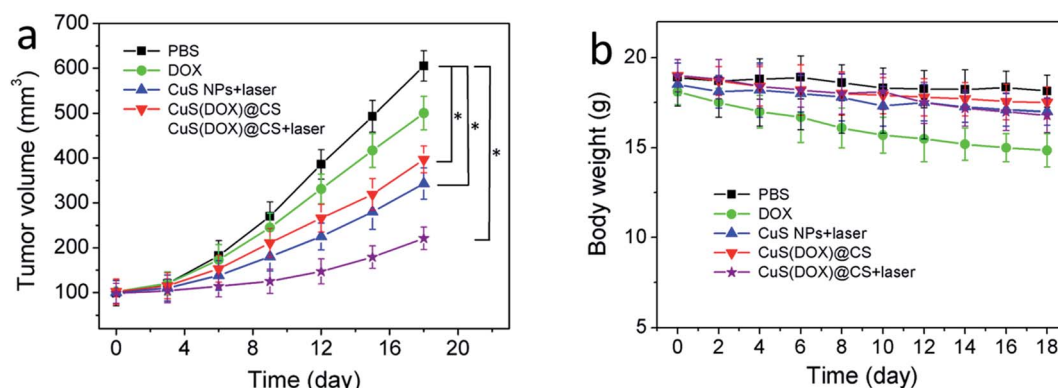 a
700
600
500
400
300
200
100
Tumor volume (mm³)
PBS
DOX
CuS NPs+laser
CuS(DOX)@CS
CuS(DOX)@CS+laser
*
*
*
0
4
8
12
16
20
Time (day)
b
20
15
10
5
Body weight (g)
PBS
DOX
CuS NPs+laser
CuS(DOX)@CS
CuS(DOX)@CS+laser
0
2
4
6
8
10
12
14
16
18
Time (day)